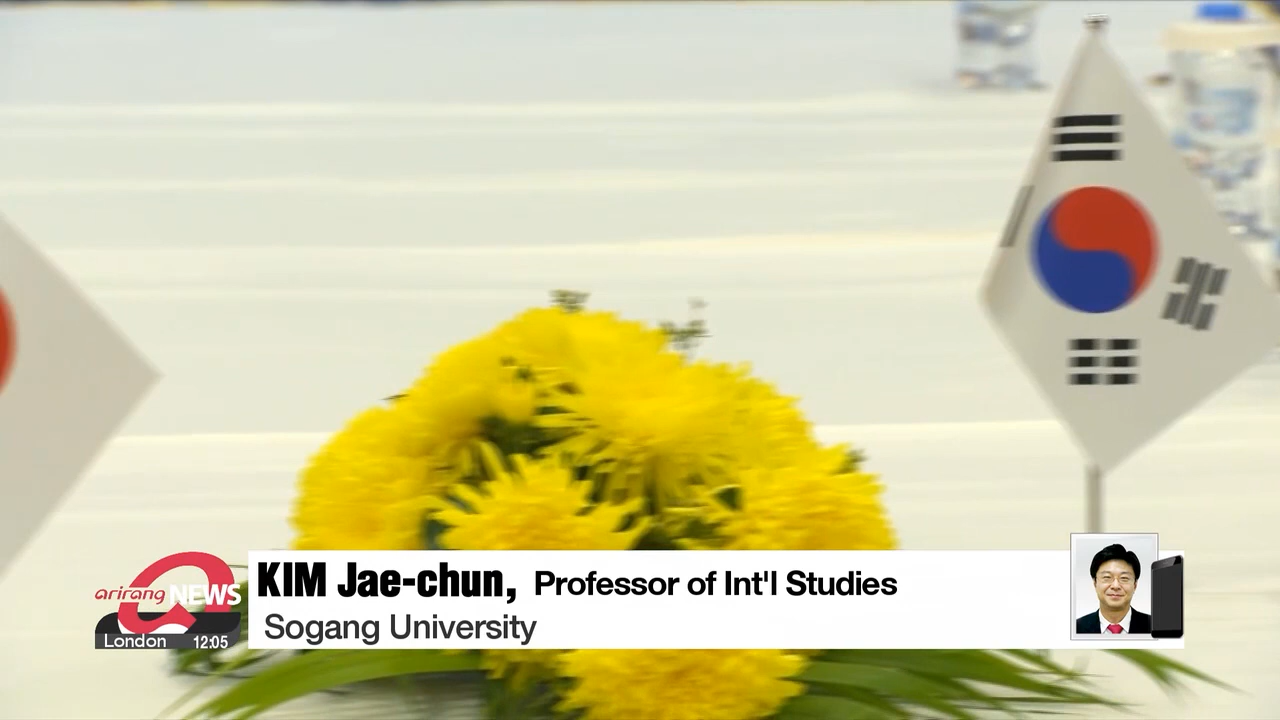 KIM Jae-chun, Professor of Int'l Studies
Sogang University
arirang NEWS
London 12:05